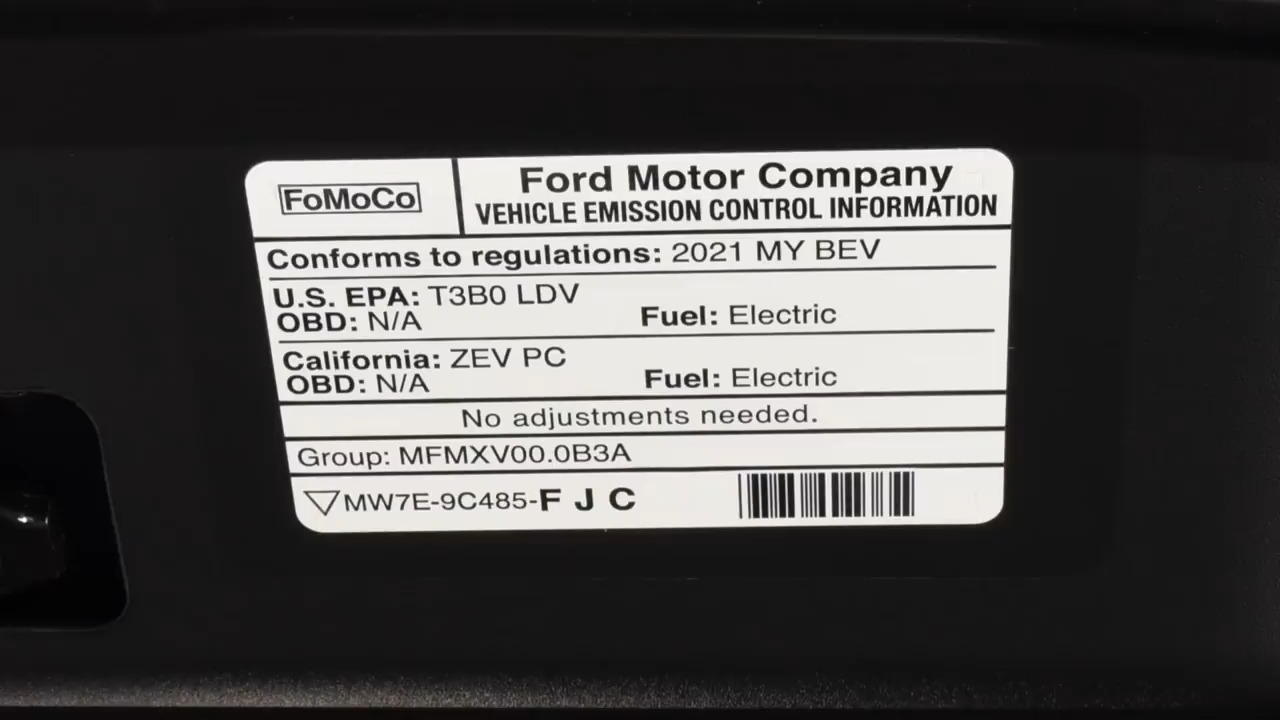 FoMoCo
Ford Motor Company
VEHICLE EMISSION CONTROL INFORMATION
Conforms to regulations: 2021 MY BEV
U.S. EPA: T3B0 LDV
OBD: N/A Fuel: Electric
California: ZEV PC
OBD: N/A Fuel: Electric
No adjustments needed.
Group: MFMXV00.0B3A
MW7E-9C485-F J C